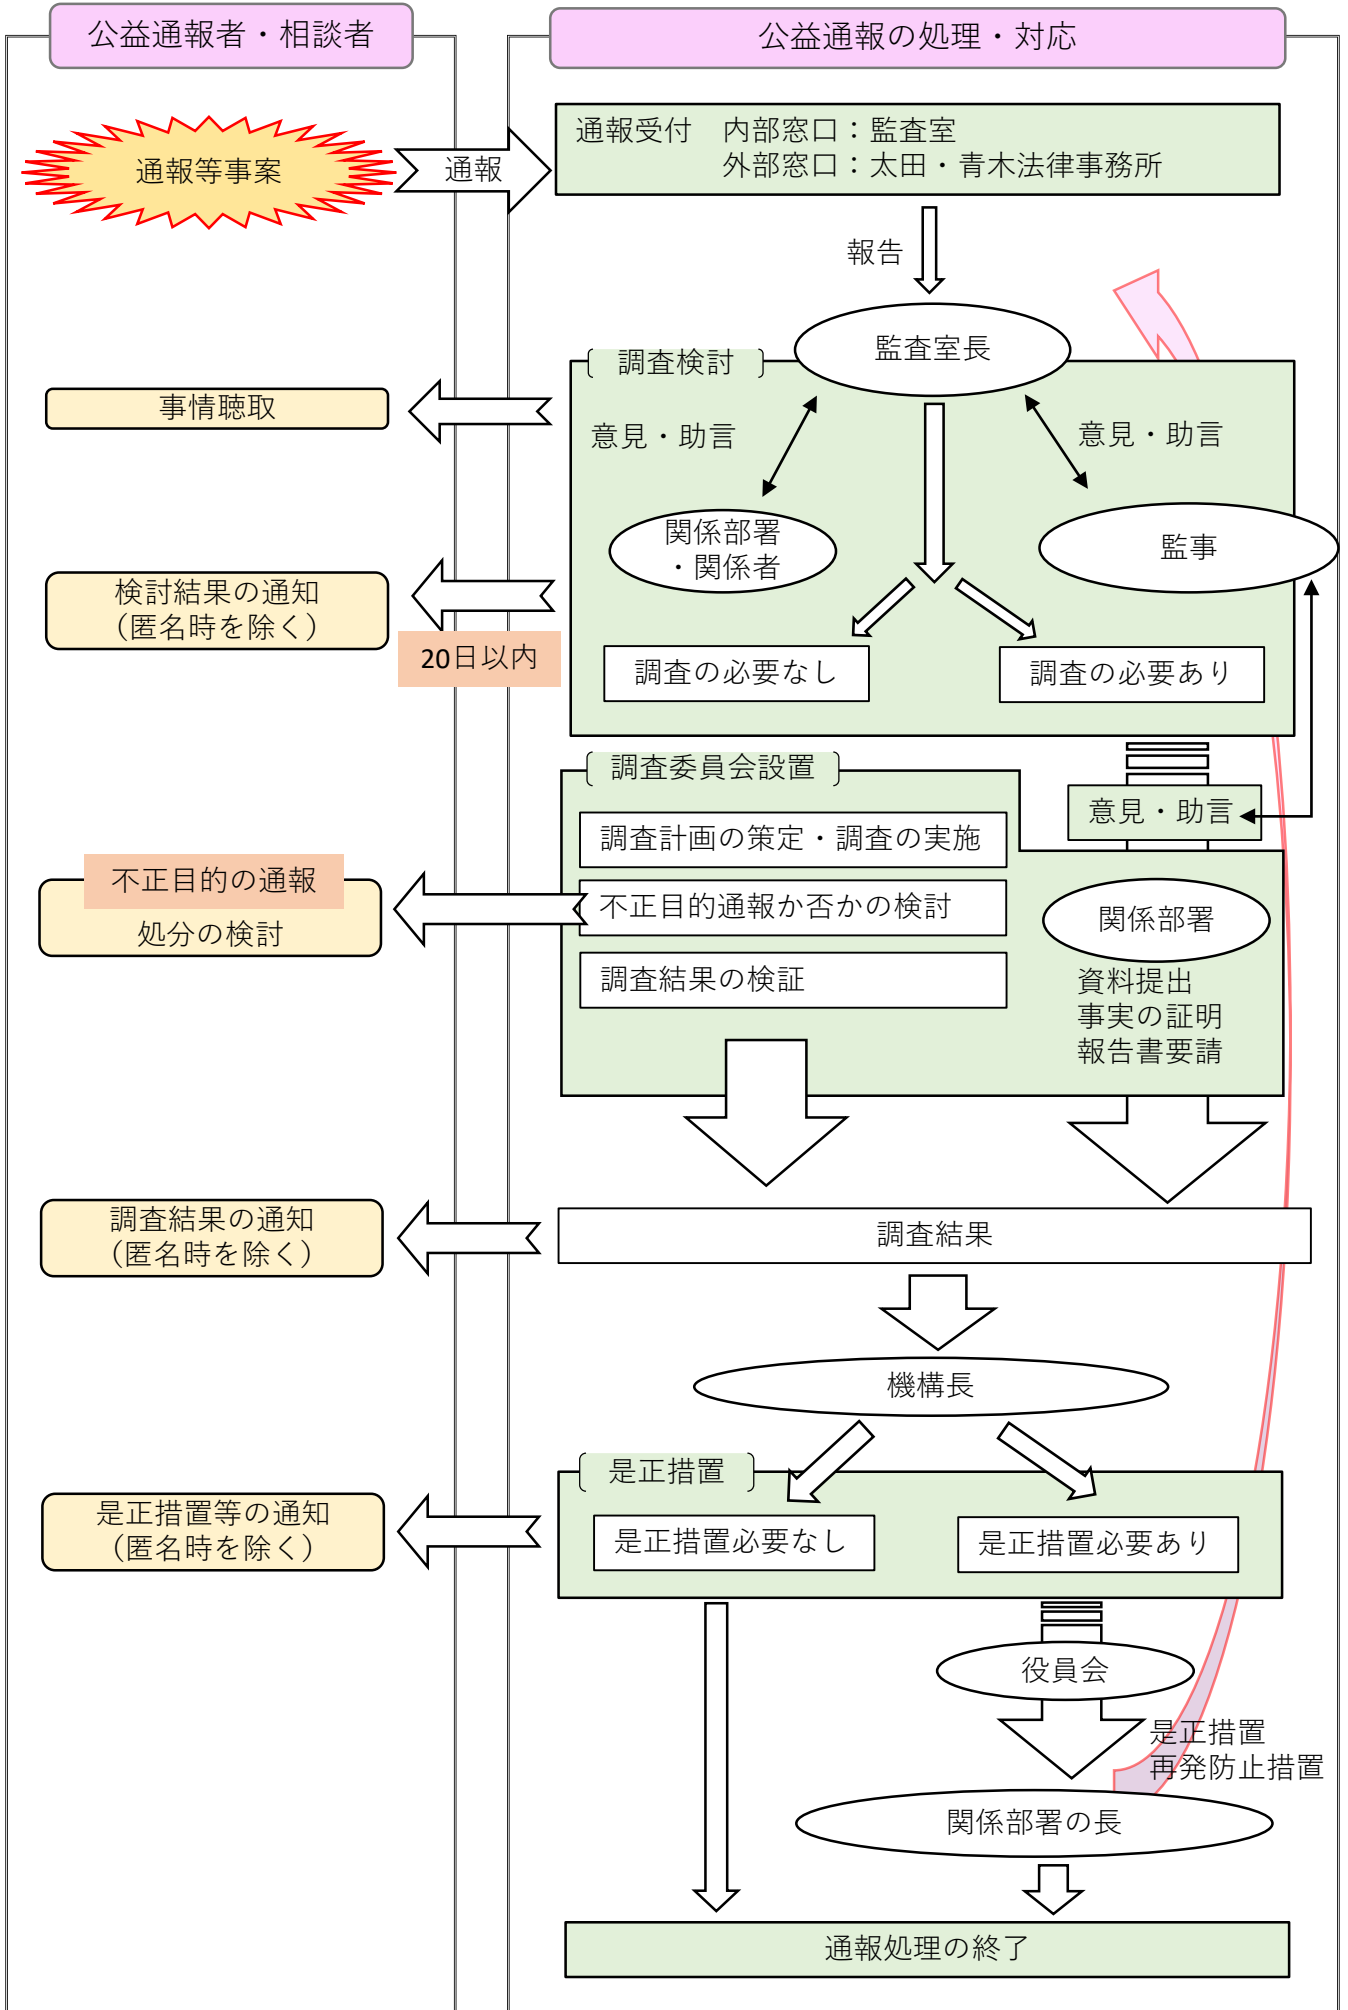 公益通報者・相談者
公益通報の処理・対応
通報等事案
通報
通報受付　内部窓口：監査室
外部窓口：太田・青木法律事務所
報告
監査室長
調査検討
事情聴取
意見・助言
意見・助言
関係部署
・関係者
監事
検討結果の通知
（匿名時を除く）
20日以内
調査の必要なし
調査の必要あり
調査委員会設置
意見・助言
調査計画の策定・調査の実施
不正目的の通報
処分の検討
不正目的通報か否かの検討
関係部署
調査結果の検証
資料提出
事実の証明
報告書要請
調査結果の通知
（匿名時を除く）
調査結果
機構長
是正措置
是正措置等の通知
（匿名時を除く）
是正措置必要なし
是正措置必要あり
役員会
是正措置
再発防止措置
関係部署の長
通報処理の終了